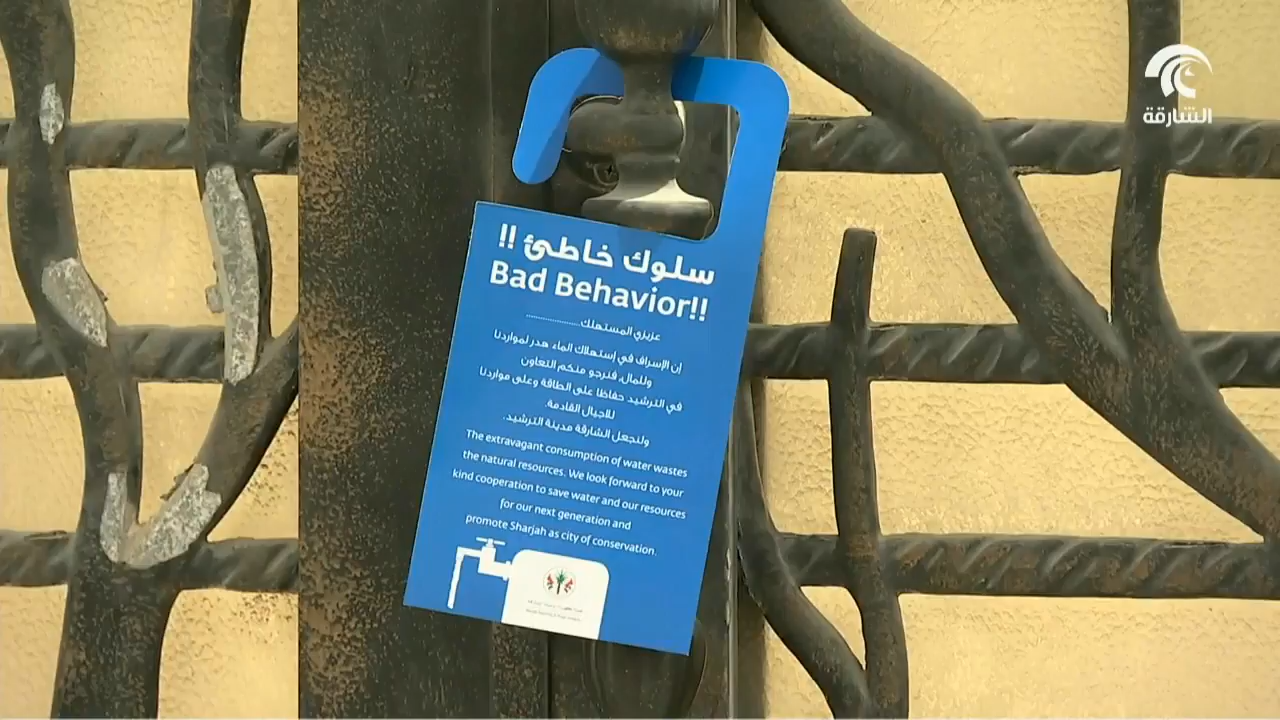 الشارقة
سلوك خاطئ !!
Bad Behavior!!
عزيزي المستهلك......................
إن الإسراف في إستهلاك الماء هدر لمواردنا
وللمال, فنرجو منكم التعاون
في الترشيد حفاظا على الطاقة وعلى مواردنا
للاجيال القادمة.
ولنجعل الشارقة مدينة الترشيد.
The extravagant consumption of water wastes
the natural resources. We look forward to your
kind cooperation to save water and our resources
for our next generation and
promote Sharjah as city of conservation.